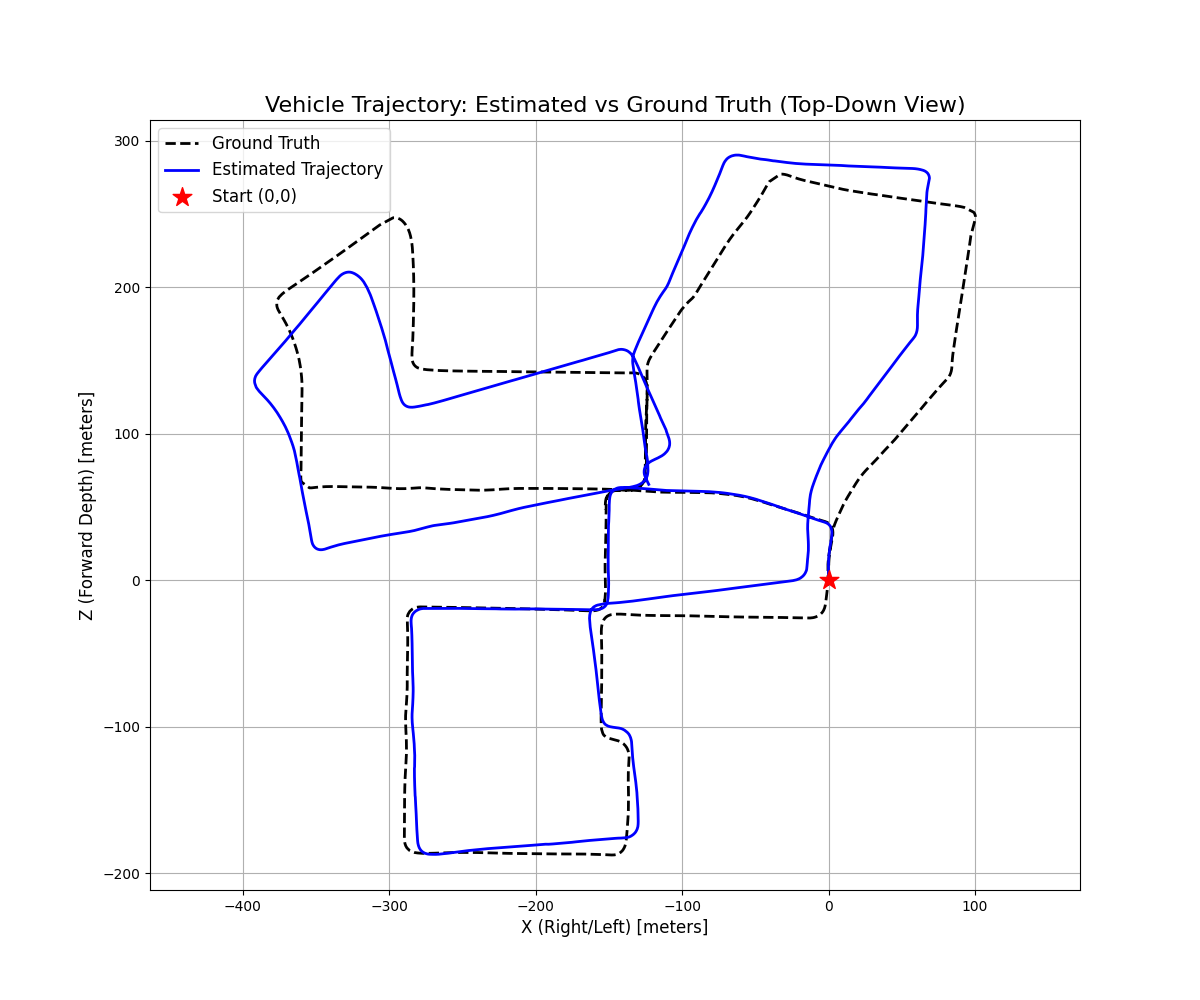 Vehicle Trajectory: Estimated vs Ground Truth (Top-Down View)
Ground Truth
Estimated Trajectory
Start (0,0)
300
200
100
0
−100
−200
Z (Forward Depth) [meters]
−400
−300
−200
−100
0
100
X (Right/Left) [meters]